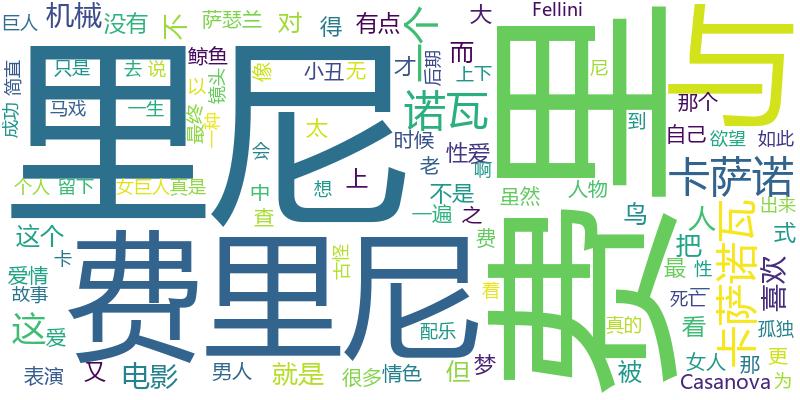 巨人
机械
没有
不
萨瑟兰
对
得
有点
个
大
Fellini
里尼
费里
与
简直
只是
去
说
鲸鱼
以
像
小丑
无
才
后期
而
上下
尼
那个
成功
马戏
一生
最终
镜头
一种
诺瓦
到
自己
欲望
如此
太
时候
会
老
性爱
啊
卡萨诺
个人
留下
女巨人
真是
中
想
上
不是
虽然
人物
出来
查
一遍
之
鸟
人
式
这个
卡
古怪
费
把
卡萨诺瓦
喜欢
爱情
故事
费里尼
着
最
性
死亡
这
爱
配乐
真的
看
孤独
表演
又
电影
男人
就是
很多
情色
但
梦
被
女人
那
更
Casanova
为